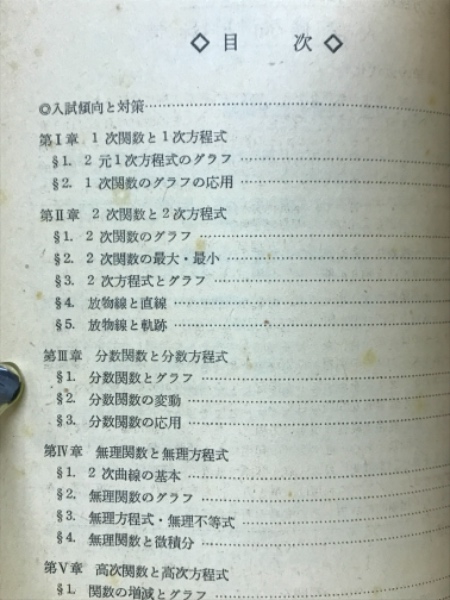 ◇ 目 次 ◇
◎入試傾向と対策
第Ⅰ章 1次関数と1次方程式
§1. 2元1次方程式のグラフ
§2. 1次関数のグラフの応用
第Ⅱ章 2次関数と2次方程式
§1. 2次関数のグラフ
§2. 2次関数の最大・最小
§3. 2次方程式とグラフ
§4. 放物線と直線
§5. 放物線と軌跡
第Ⅲ章 分数関数と分数方程式
§1. 分数関数とグラフ
§2. 分数関数の変動
§3. 分数関数の応用
第Ⅳ章 無理関数と無理方程式
§1. 2次曲線の基本
§2. 無理関数のグラフ
§3. 無理方程式・無理不等式
§4. 無理関数と微積分
第Ⅴ章 高次関数と高次方程式
§1. 関数の増減とグラフ